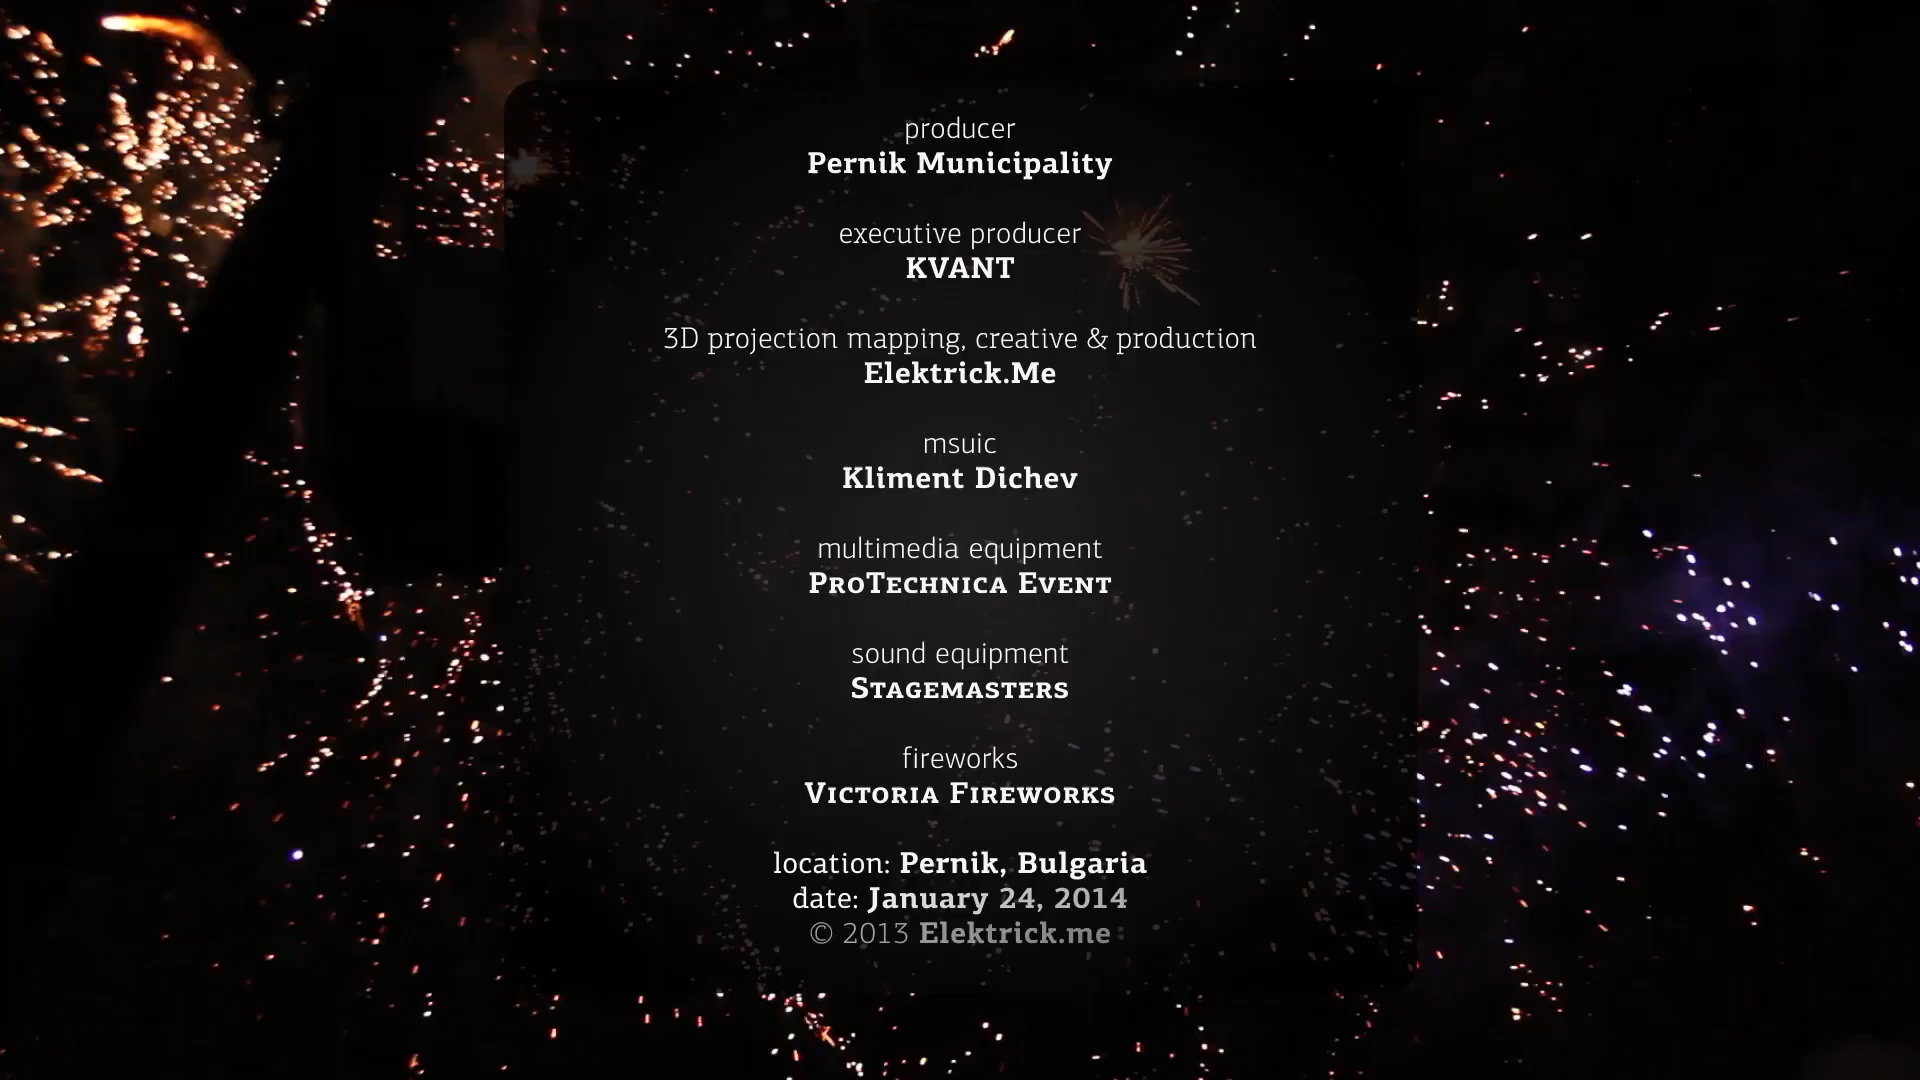 producer
Pernik Municipality
executive producer
KVANT
3D projection mapping, creative & production
Elektrick.Me
msuic
Kliment Dichev
multimedia equipment
ProTechnica Event
sound equipment
Stagemasters
fireworks
Victoria Fireworks
location: Pernik, Bulgaria
date: January 24, 2014
© 2013 Elektrick.me